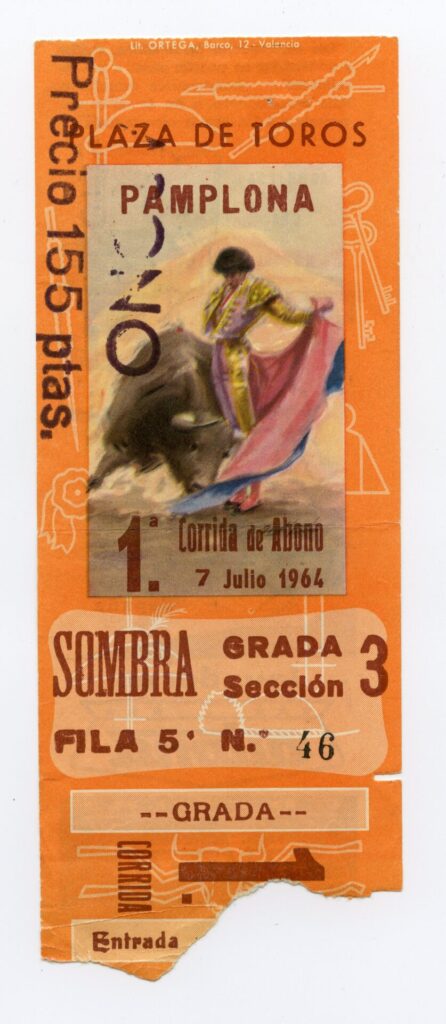 Lit. ORTEGA, Barco, 12 - Valencia
PLAZA DE TOROS
Precio 155 ptas.
PAMPLONA
1.ª Corrida de Abono
7 Julio 1964
SOMBRA
GRADA
Sección 3
FILA 5ª N.º 46
--GRADA--
CORRIDA
1.
Entrada